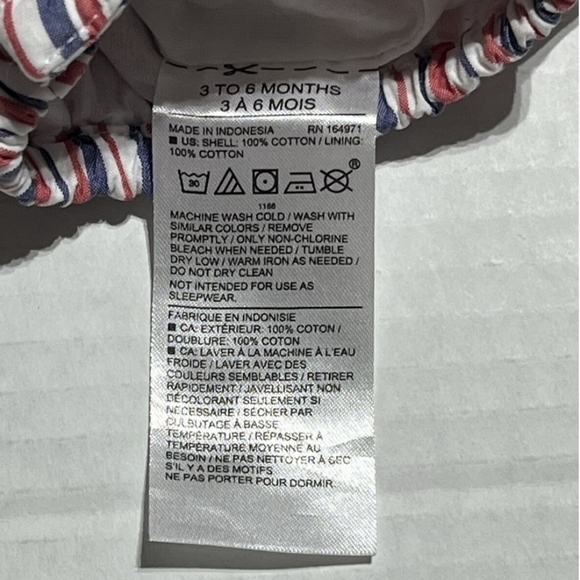 3 TO 6 MONTHS
3 À 6 MOIS
MADE IN INDONESIA RN 164971
■ US: SHELL: 100% COTTON / LINING:
100% COTTON
30
®
1166
MACHINE WASH COLD / WASH WITH
SIMILAR COLORS / REMOVE
PROMPTLY / ONLY NON-CHLORINE
BLEACH WHEN NEEDED / TUMBLE
DRY LOW / WARM IRON AS NEEDED /
DO NOT DRY CLEAN
NOT INTENDED FOR USE AS
SLEEPWEAR.
FABRIQUE EN INDONISIE
■ CA: EXTÉRIEUR: 100% COTON /
DOUBLURE: 100% COTON
■ CA: LAVER À LA MACHINE À L'EAU
FROIDE / LAVER AVEC DES
COULEURS SEMBLABLES / RETIRER
RAPIDEMENT / JAVELLISANT NON
DÉCOLORANT SEULEMENT SI
NÉCESSAIRE / SÉCHER PAR
CULBUTAGE À BASSE
TEMPÉRATURE / REPASSER À
TEMPÉRATURE MOYENNE AU
BESOIN / NE PAS NETTOYER À SEC
S'IL Y A DES MOTIFS
NE PAS PORTER POUR DORMIR